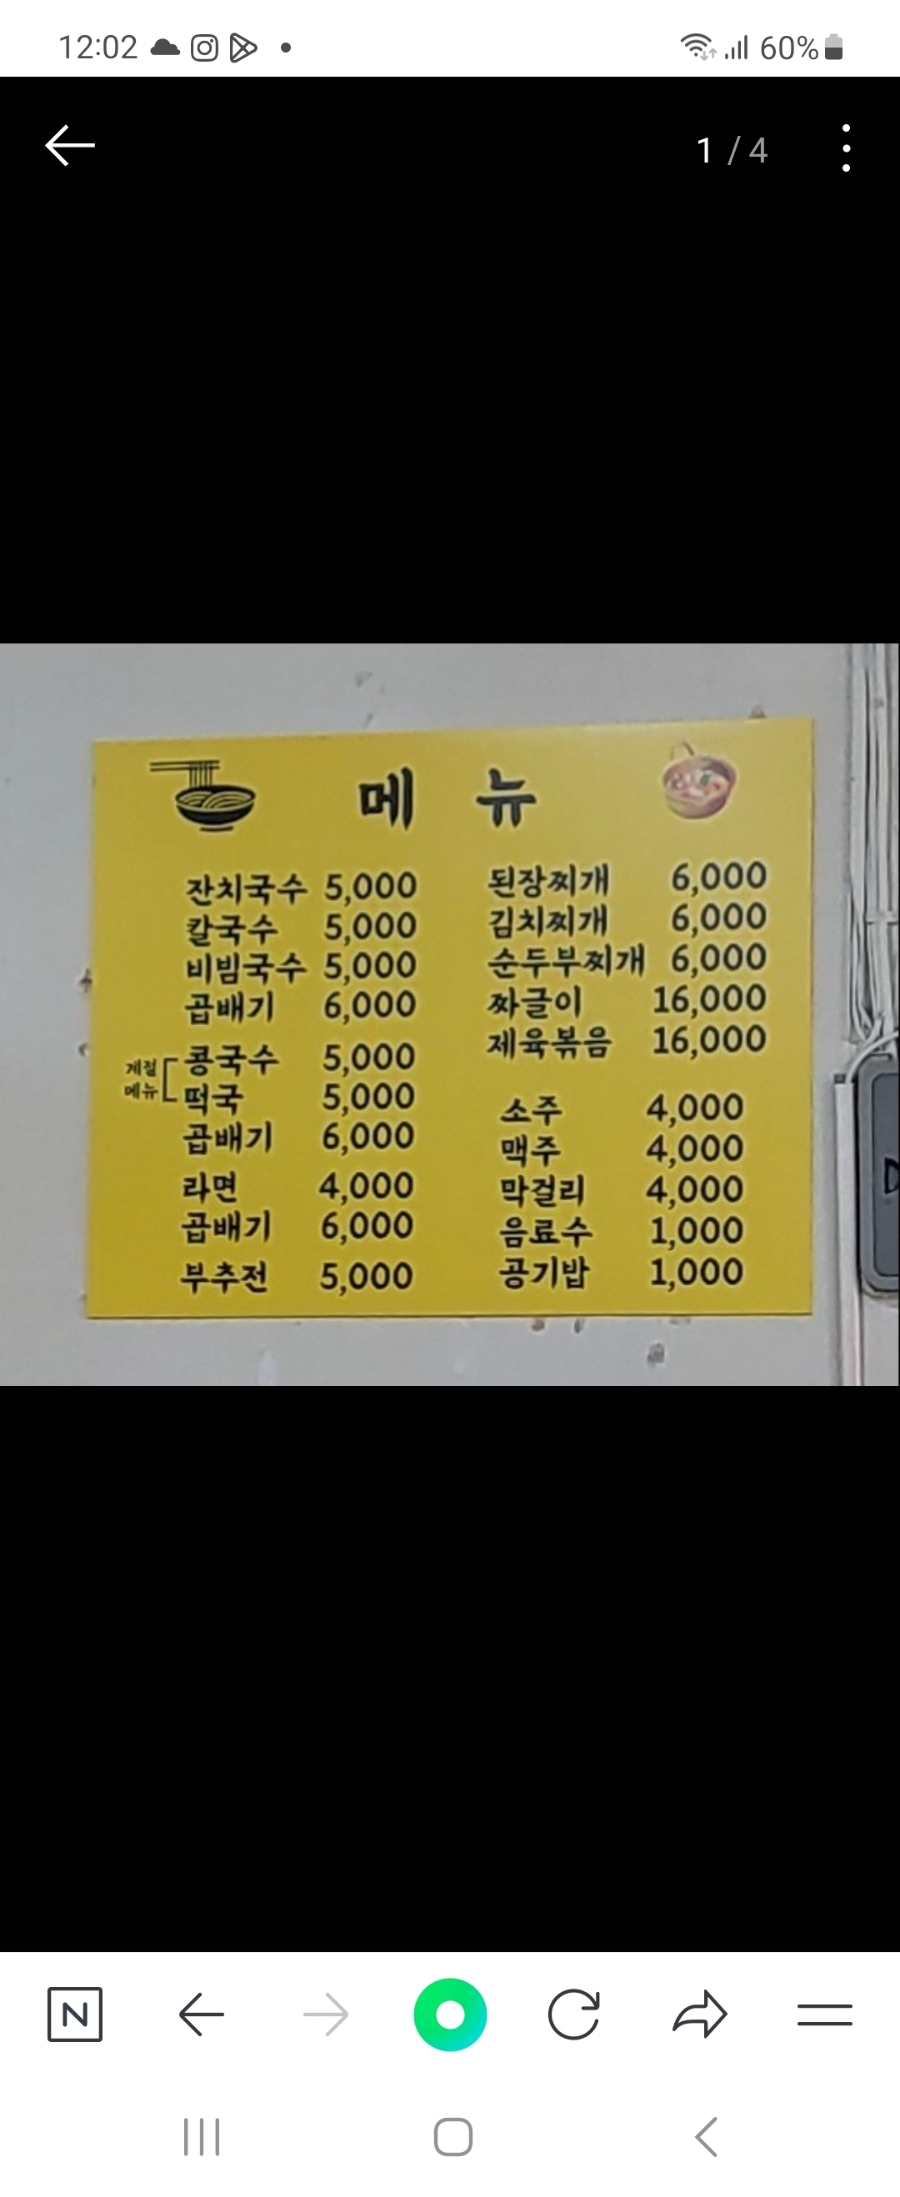 12:02
60%
1 / 4
메 뉴
잔치국수 5,000
칼국수 5,000
비빔국수 5,000
곱배기 6,000
계절
메뉴
콩국수 5,000
떡국 5,000
곱배기 6,000
라면 4,000
곱배기 6,000
부추전 5,000
된장찌개 6,000
김치찌개 6,000
순두부찌개 6,000
짜글이 16,000
제육볶음 16,000
소주 4,000
맥주 4,000
막걸리 4,000
음료수 1,000
공기밥 1,000
N